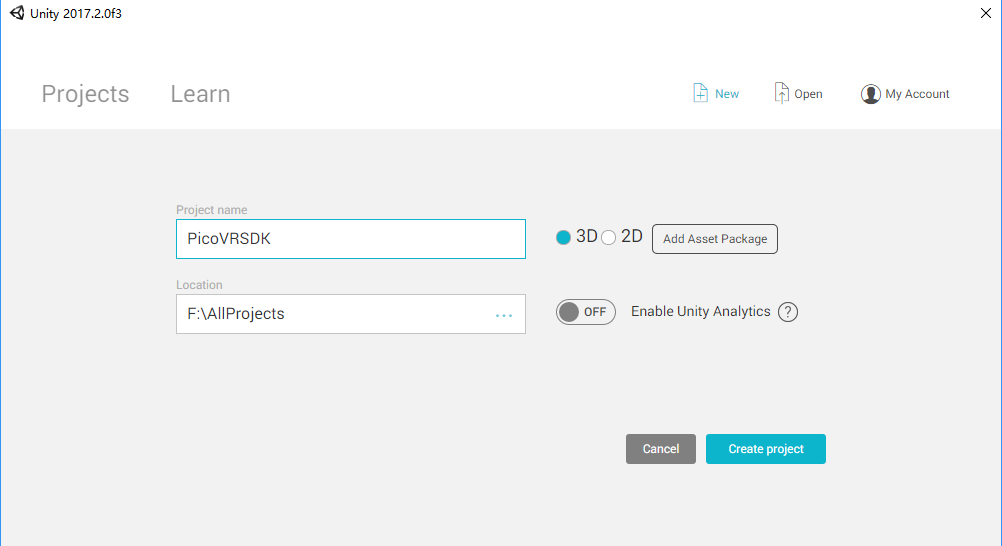 Unity 2017.2.0f3
Projects Learn New Open My Account
Project name
PicoVRSDK 3D 2D Add Asset Package
Location
F:\AllProjects ... OFF Enable Unity Analytics ?
Cancel Create project